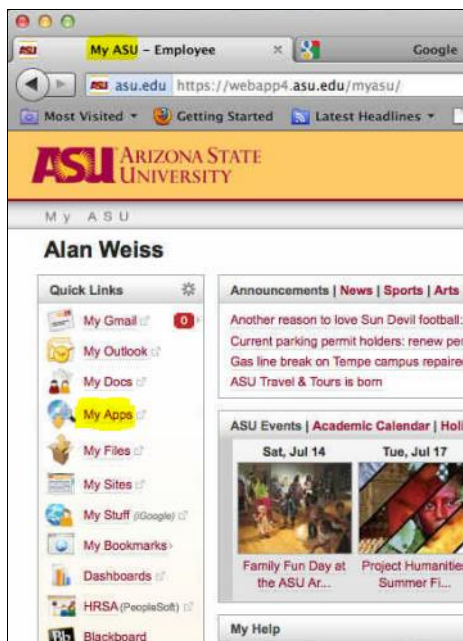 ASU My ASU – Employee × Google
asu.edu https://webapp4.asu.edu/myasu/
Most Visited Getting Started Latest Headlines
ASU ARIZONA STATE
UNIVERSITY
My ASU
Alan Weiss
Quick Links
My Gmail 0
My Outlook
My Docs
My Apps
My Files
My Sites
My Stuff (iGoogle)
My Bookmarks
Dashboards
HRSA (PeopleSoft)
Bb Blackboard
Announcements | News | Sports | Arts
Another reason to love Sun Devil football:
Current parking permit holders: renew per
Gas line break on Tempe campus repaire
ASU Travel & Tours is born
ASU Events | Academic Calendar | Holi
Sat, Jul 14 Tue, Jul 17
Family Fun Day at Project Humanities
the ASU Ar... Summer Fi...
My Help